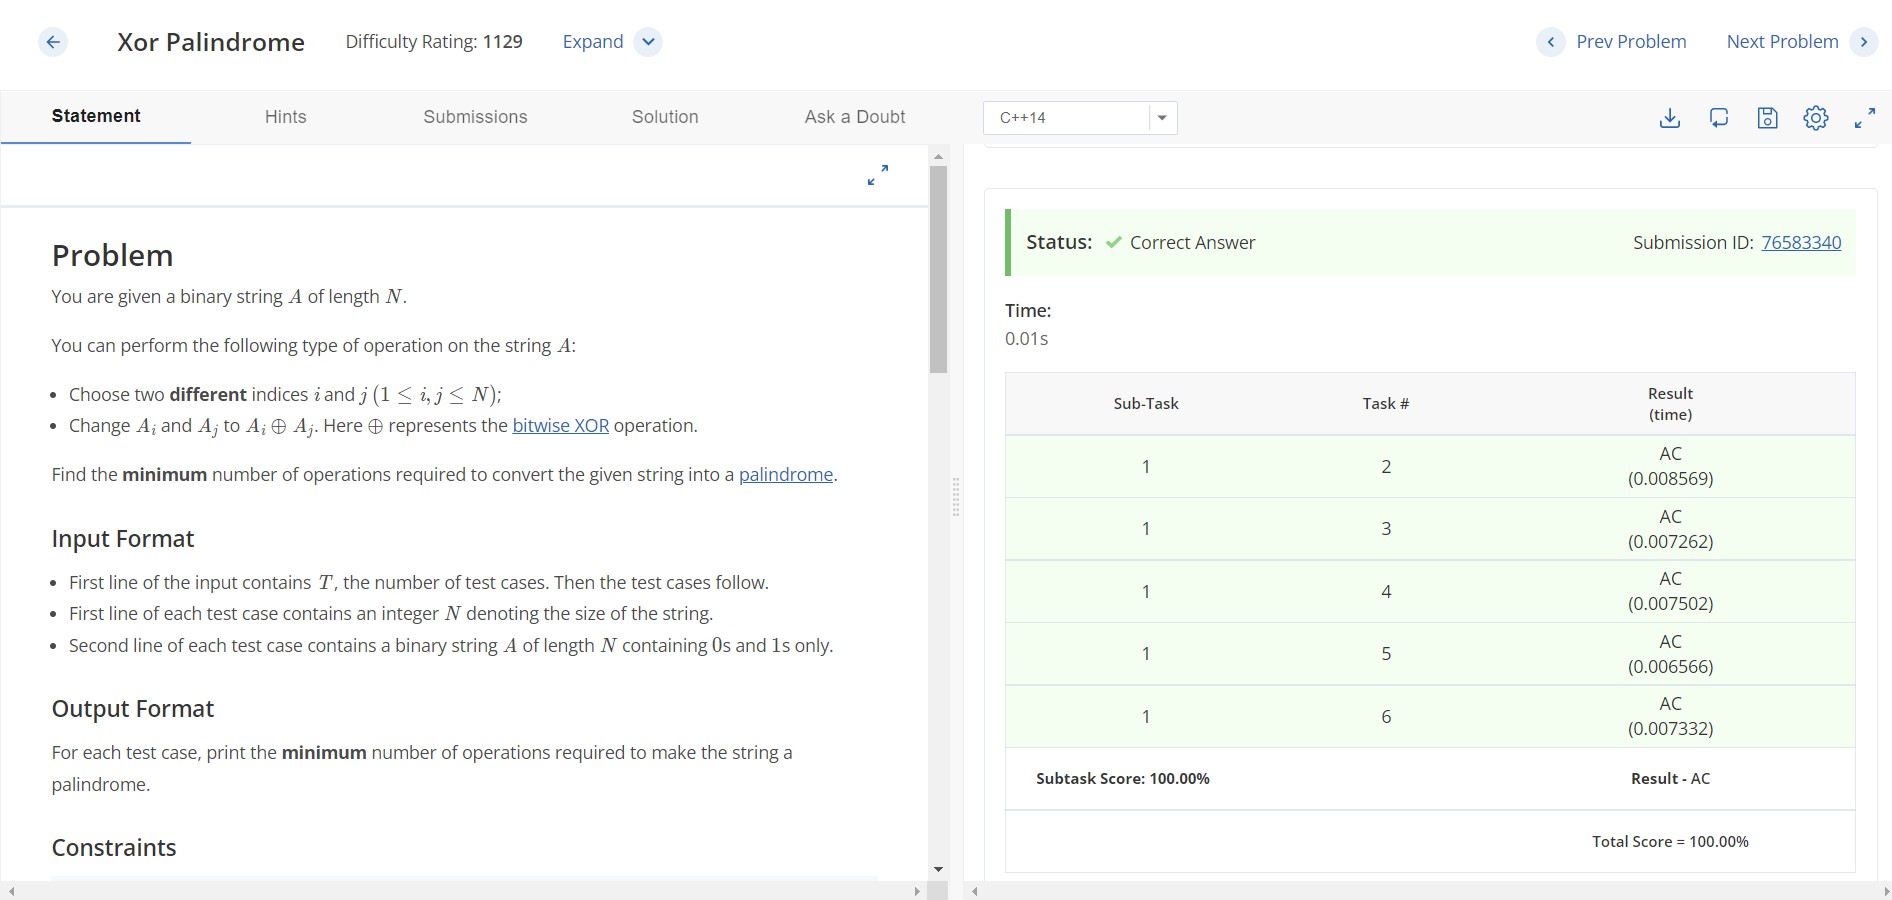 Xor Palindrome
Difficulty Rating: 1129
Expand
Prev Problem
Next Problem
Statement
Hints
Submissions
Solution
Ask a Doubt
C++14
Problem
You are given a binary string A of length N.
You can perform the following type of operation on the string A:
• Choose two different indices i and j (1 ≤ i, j ≤ N);
• Change A_i and A_j to A_i ⊕ A_j. Here ⊕ represents the bitwise XOR operation.
Find the minimum number of operations required to convert the given string into a palindrome.
Input Format
• First line of the input contains T, the number of test cases. Then the test cases follow.
• First line of each test case contains an integer N denoting the size of the string.
• Second line of each test case contains a binary string A of length N containing 0s and 1s only.
Output Format
For each test case, print the minimum number of operations required to make the string a
palindrome.
Constraints
Status: ✔ Correct Answer
Submission ID: 76583340
Time:
0.01s
Sub-Task
Task #
Result
(time)
1
2
AC
(0.008569)
1
3
AC
(0.007262)
1
4
AC
(0.007502)
1
5
AC
(0.006566)
1
6
AC
(0.007332)
Subtask Score: 100.00%
Result - AC
Total Score = 100.00%